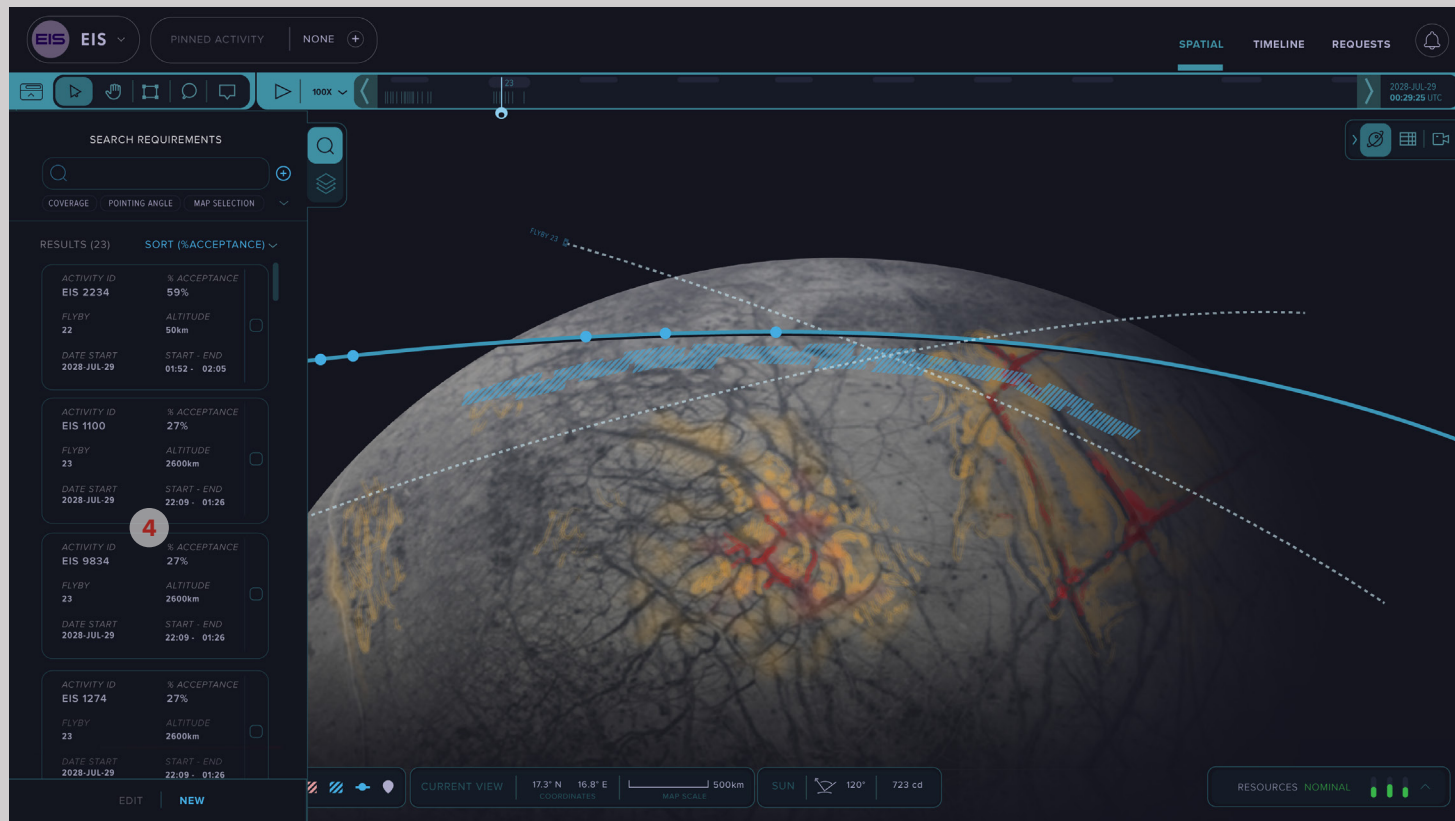 EIS EIS
PINNED ACTIVITY NONE
SPATIAL TIMELINE REQUESTS
100X
23
2028-JUL-29
00:29:25 UTC
SEARCH REQUIREMENTS
COVERAGE POINTING ANGLE MAP SELECTION
RESULTS (23) SORT (%ACCEPTANCE)
ACTIVITY ID % ACCEPTANCE
EIS 2234 59%
FLYBY ALTITUDE
22 50km
DATE START START - END
2028-JUL-29 01:52 - 02:05
ACTIVITY ID % ACCEPTANCE
EIS 1100 27%
FLYBY ALTITUDE
23 2600km
DATE START START - END
2028-JUL-29 22:09 - 01:26
4
ACTIVITY ID % ACCEPTANCE
EIS 9834 27%
FLYBY ALTITUDE
23 2600km
DATE START START - END
2028-JUL-29 22:09 - 01:26
ACTIVITY ID % ACCEPTANCE
EIS 1274 27%
FLYBY ALTITUDE
23 2600km
DATE START START - END
2028-JUL-29 22:09 - 01:26
EDIT NEW
FLYBY 23
CURRENT VIEW 17.3° N 16.8° E 500km
COORDINATES MAP SCALE
SUN 120° 723 cd
RESOURCES NOMINAL